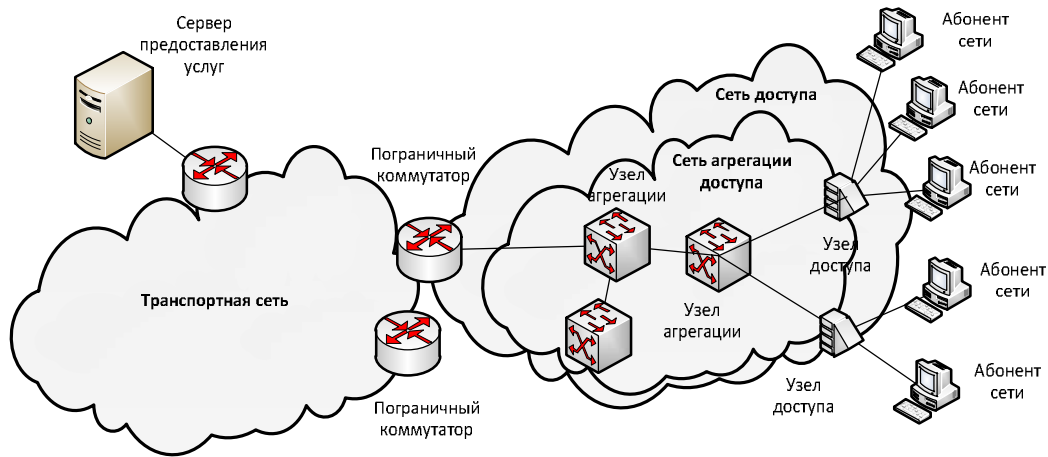 Сервер
предоставления
услуг
Транспортная сеть
Пограничный
коммутатор
Пограничный
коммутатор
Сеть доступа
Сеть агрегации
доступа
Узел
агрегации
Узел
агрегации
Узел
доступа
Узел
доступа
Абонент
сети
Абонент
сети
Абонент
сети
Абонент
сети
Абонент
сети